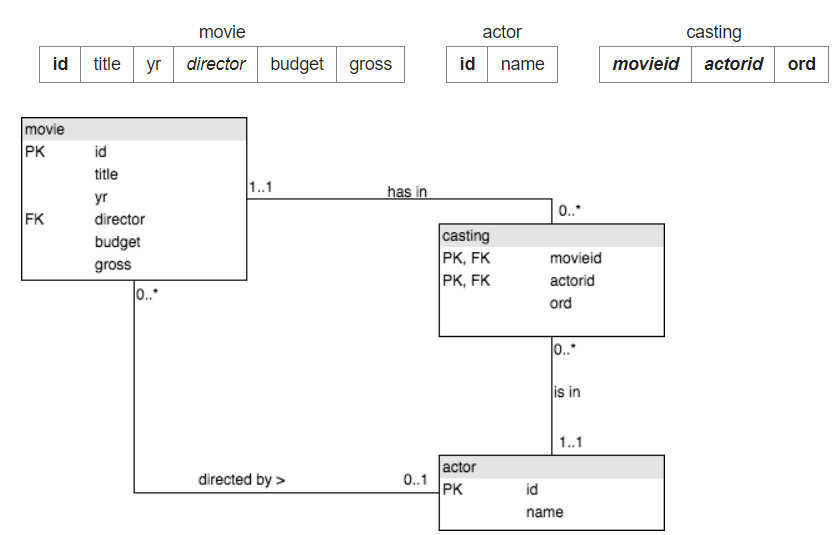 movie actor casting
id title yr director budget gross id name movieid actorid ord
movie
PK id
title
yr
FK director
budget
gross
1..1
has in
0..*
casting
PK, FK movieid
PK, FK actorid
ord
0..*
0..*
is in
1..1
directed by >
0..1
actor
PK id
name